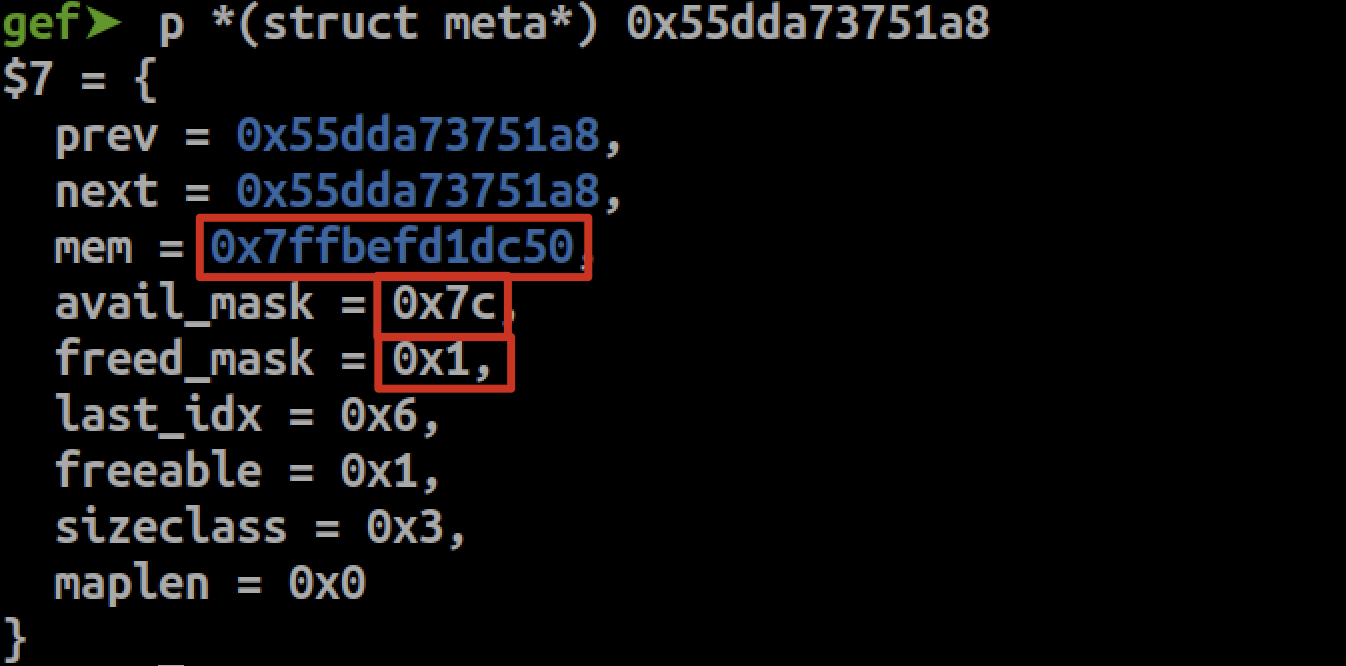 gef➤ p *(struct meta*) 0x55dda73751a8
$7 = {
prev = 0x55dda73751a8,
next = 0x55dda73751a8,
mem = 0x7ffbefd1dc50,
avail_mask = 0x7c,
freed_mask = 0x1,
last_idx = 0x6,
freeable = 0x1,
sizeclass = 0x3,
maplen = 0x0
}